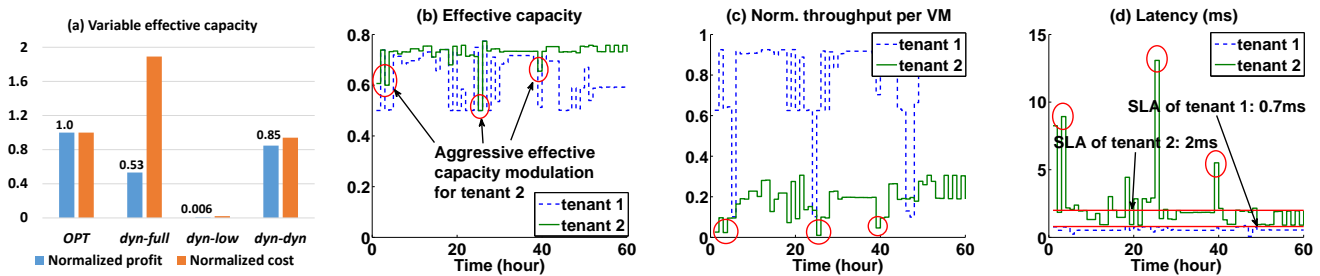 (a) Variable effective capacity
2
1.6
1.2
0.8
0.4
0
1.0
0.53
0.006
0.85
OPT
dyn-full
dyn-low
dyn-dyn
Normalized profit
Normalized cost
(b) Effective capacity
0.8
0.6
0.4
0.2
0
Aggressive effective
capacity modulation
for tenant 2
tenant 1
tenant 2
0
20
40
60
Time (hour)
(c) Norm. throughput per VM
1
0.8
0.6
0.4
0.2
0
tenant 1
tenant 2
0
20
40
60
Time (hour)
(d) Latency (ms)
15
10
5
0
tenant 1
tenant 2
SLA of tenant 1: 0.7ms
SLA of tenant 2: 2ms
0
20
40
60
Time (hour)